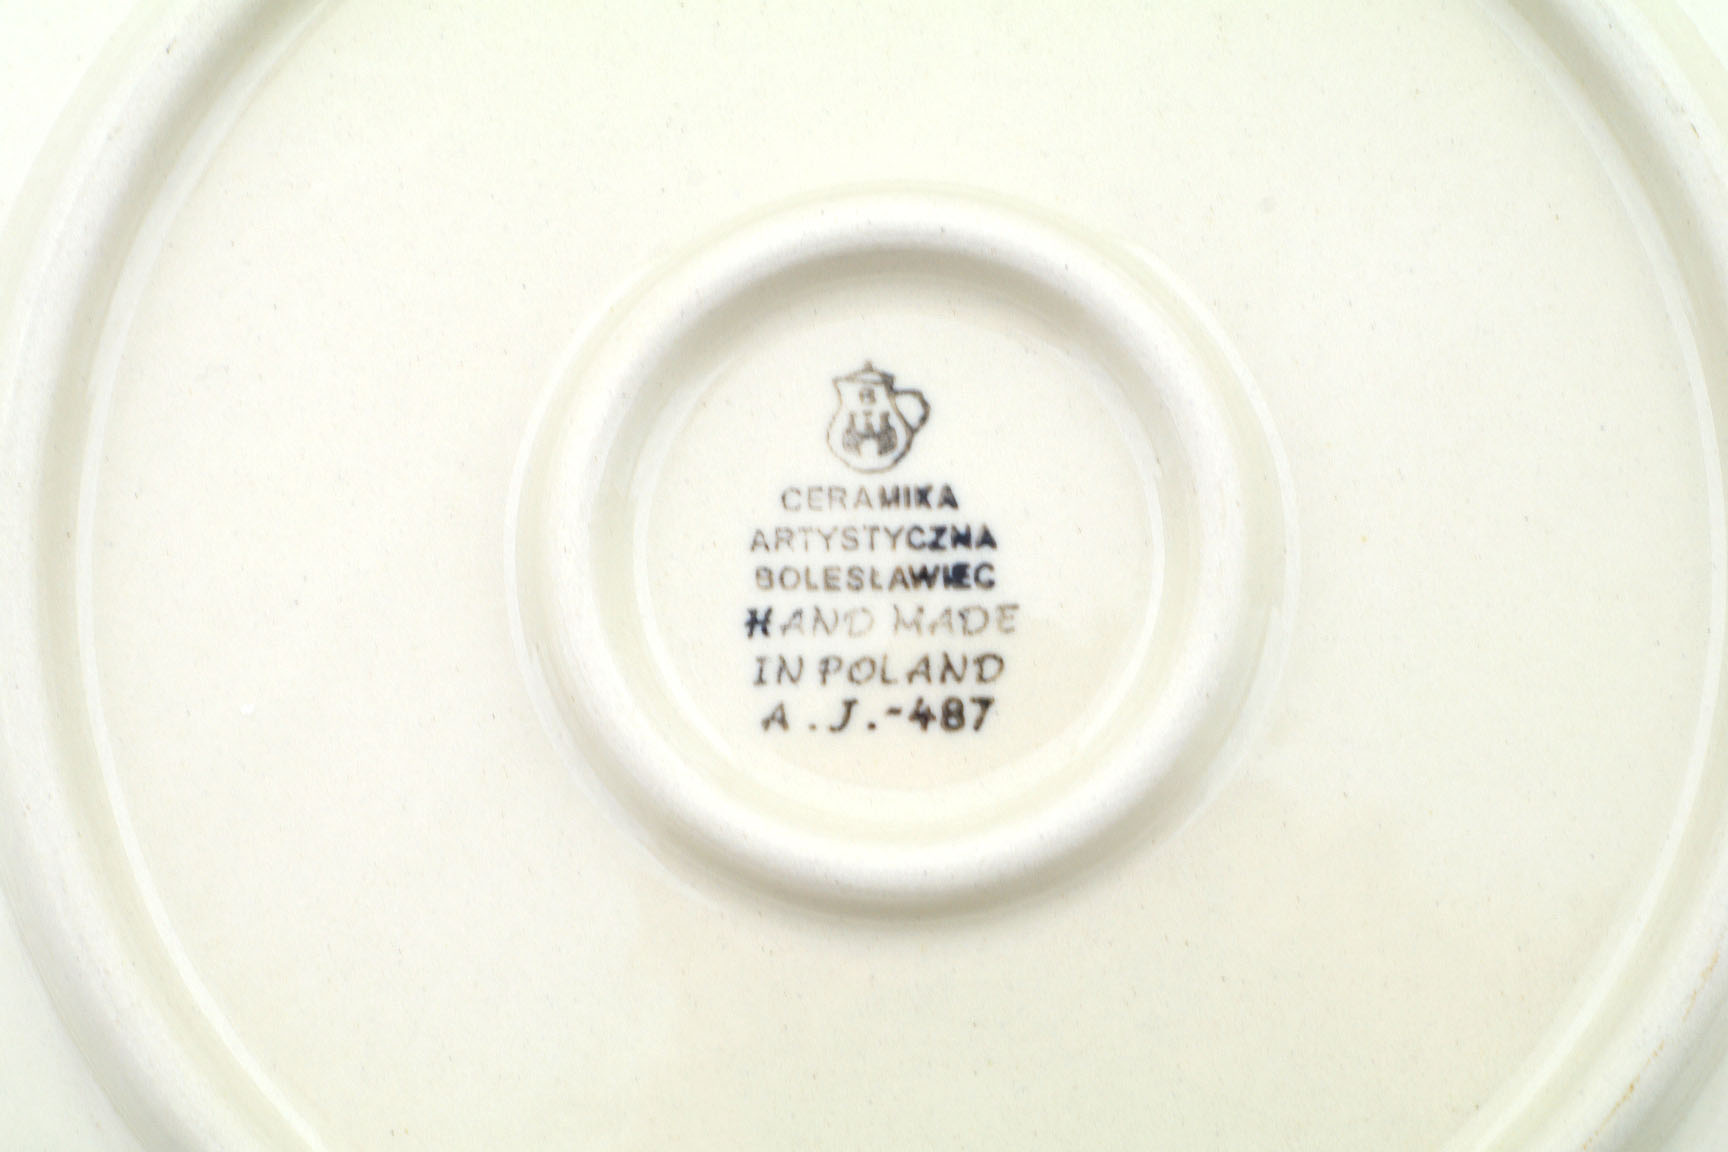 CERAMIKA
ARTYSTYCZNA
BOLESŁAWIEC
HAND MADE
IN POLAND
A.J.-487